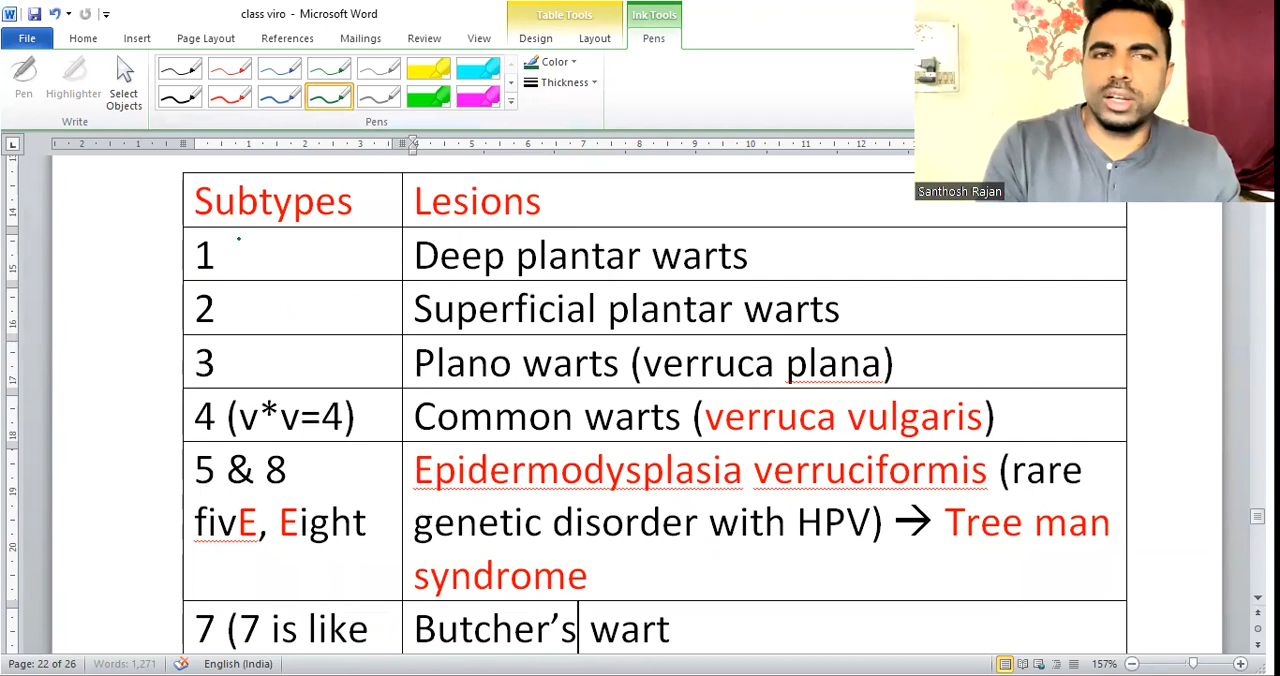 class viro - Microsoft Word
Table Tools
Ink Tools
File
Home
Insert
Page Layout
References
Mailings
Review
View
Design
Layout
Pens
Pen
Highlighter
Select
Objects
Color
Thickness
Write
Pens
Santhosh Rajan
Subtypes Lesions
1 Deep plantar warts
2 Superficial plantar warts
3 Plano warts (verruca plana)
4 (v*v=4) Common warts (verruca vulgaris)
5 & 8 Epidermodysplasia verruciformis (rare
fivE, Eight genetic disorder with HPV) → Tree man
syndrome
7 (7 is like Butcher’s wart
Page: 22 of 26
Words: 1,271
English (India)
157%